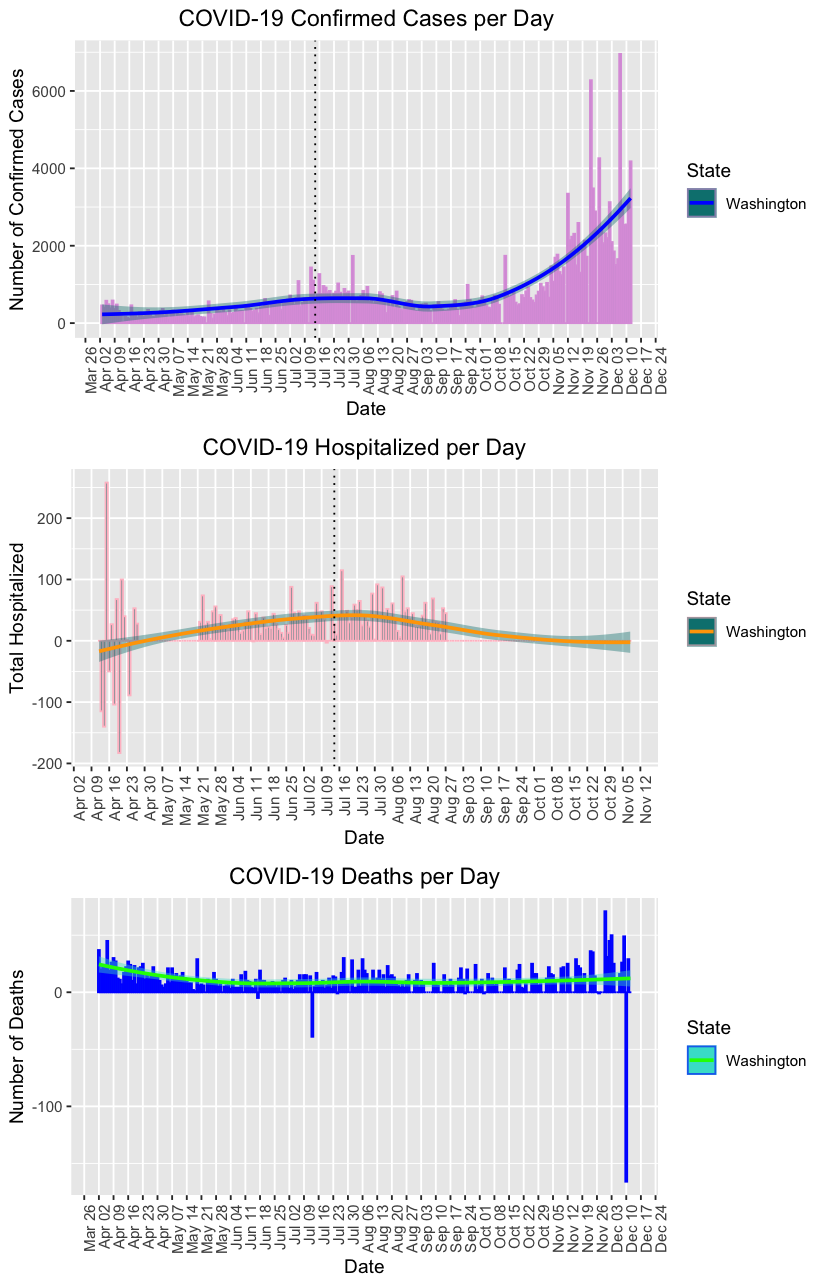 COVID-19 Confirmed Cases per Day
Number of Confirmed Cases
6000
4000
2000
0
Mar 26
Apr 02
Apr 09
Apr 16
Apr 23
Apr 30
May 07
May 14
May 21
May 28
Jun 04
Jun 11
Jun 18
Jun 25
Jul 02
Jul 09
Jul 16
Jul 23
Jul 30
Aug 06
Aug 13
Aug 20
Aug 27
Sep 03
Sep 10
Sep 17
Sep 24
Oct 01
Oct 08
Oct 15
Oct 22
Oct 29
Nov 05
Nov 12
Nov 19
Nov 26
Dec 03
Dec 10
Dec 17
Dec 24
Date
State
Washington
COVID-19 Hospitalized per Day
Total Hospitalized
200
100
0
-100
-200
Apr 02
Apr 09
Apr 16
Apr 23
Apr 30
May 07
May 14
May 21
May 28
Jun 04
Jun 11
Jun 18
Jun 25
Jul 02
Jul 09
Jul 16
Jul 23
Jul 30
Aug 06
Aug 13
Aug 20
Aug 27
Sep 03
Sep 10
Sep 17
Sep 24
Oct 01
Oct 08
Oct 15
Oct 22
Oct 29
Nov 05
Nov 12
Date
State
Washington
COVID-19 Deaths per Day
Number of Deaths
0
-100
Mar 26
Apr 02
Apr 09
Apr 16
Apr 23
Apr 30
May 07
May 14
May 21
May 28
Jun 04
Jun 11
Jun 18
Jun 25
Jul 02
Jul 09
Jul 16
Jul 23
Jul 30
Aug 06
Aug 13
Aug 20
Aug 27
Sep 03
Sep 10
Sep 17
Sep 24
Oct 01
Oct 08
Oct 15
Oct 22
Oct 29
Nov 05
Nov 12
Nov 19
Nov 26
Dec 03
Dec 10
Dec 17
Dec 24
Date
State
Washington